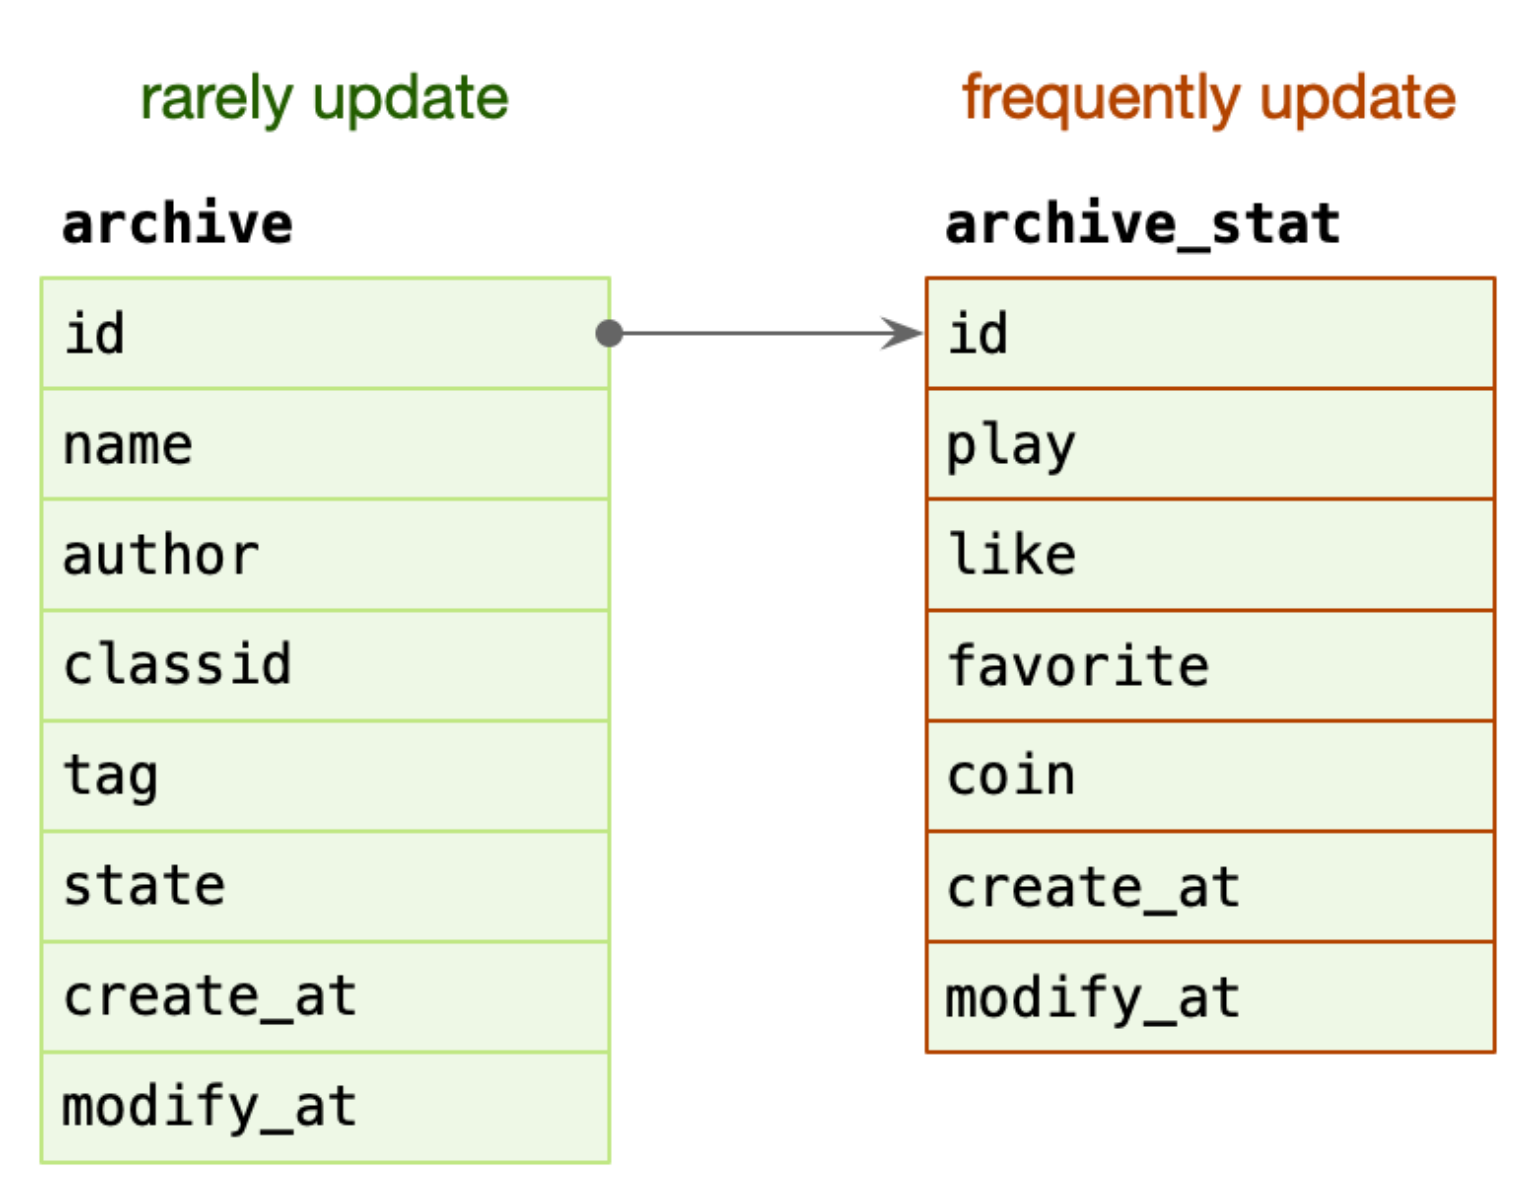 rarely update
archive
id
name
author
classid
tag
state
create_at
modify_at
frequently update
archive_stat
id
play
like
favorite
coin
create_at
modify_at